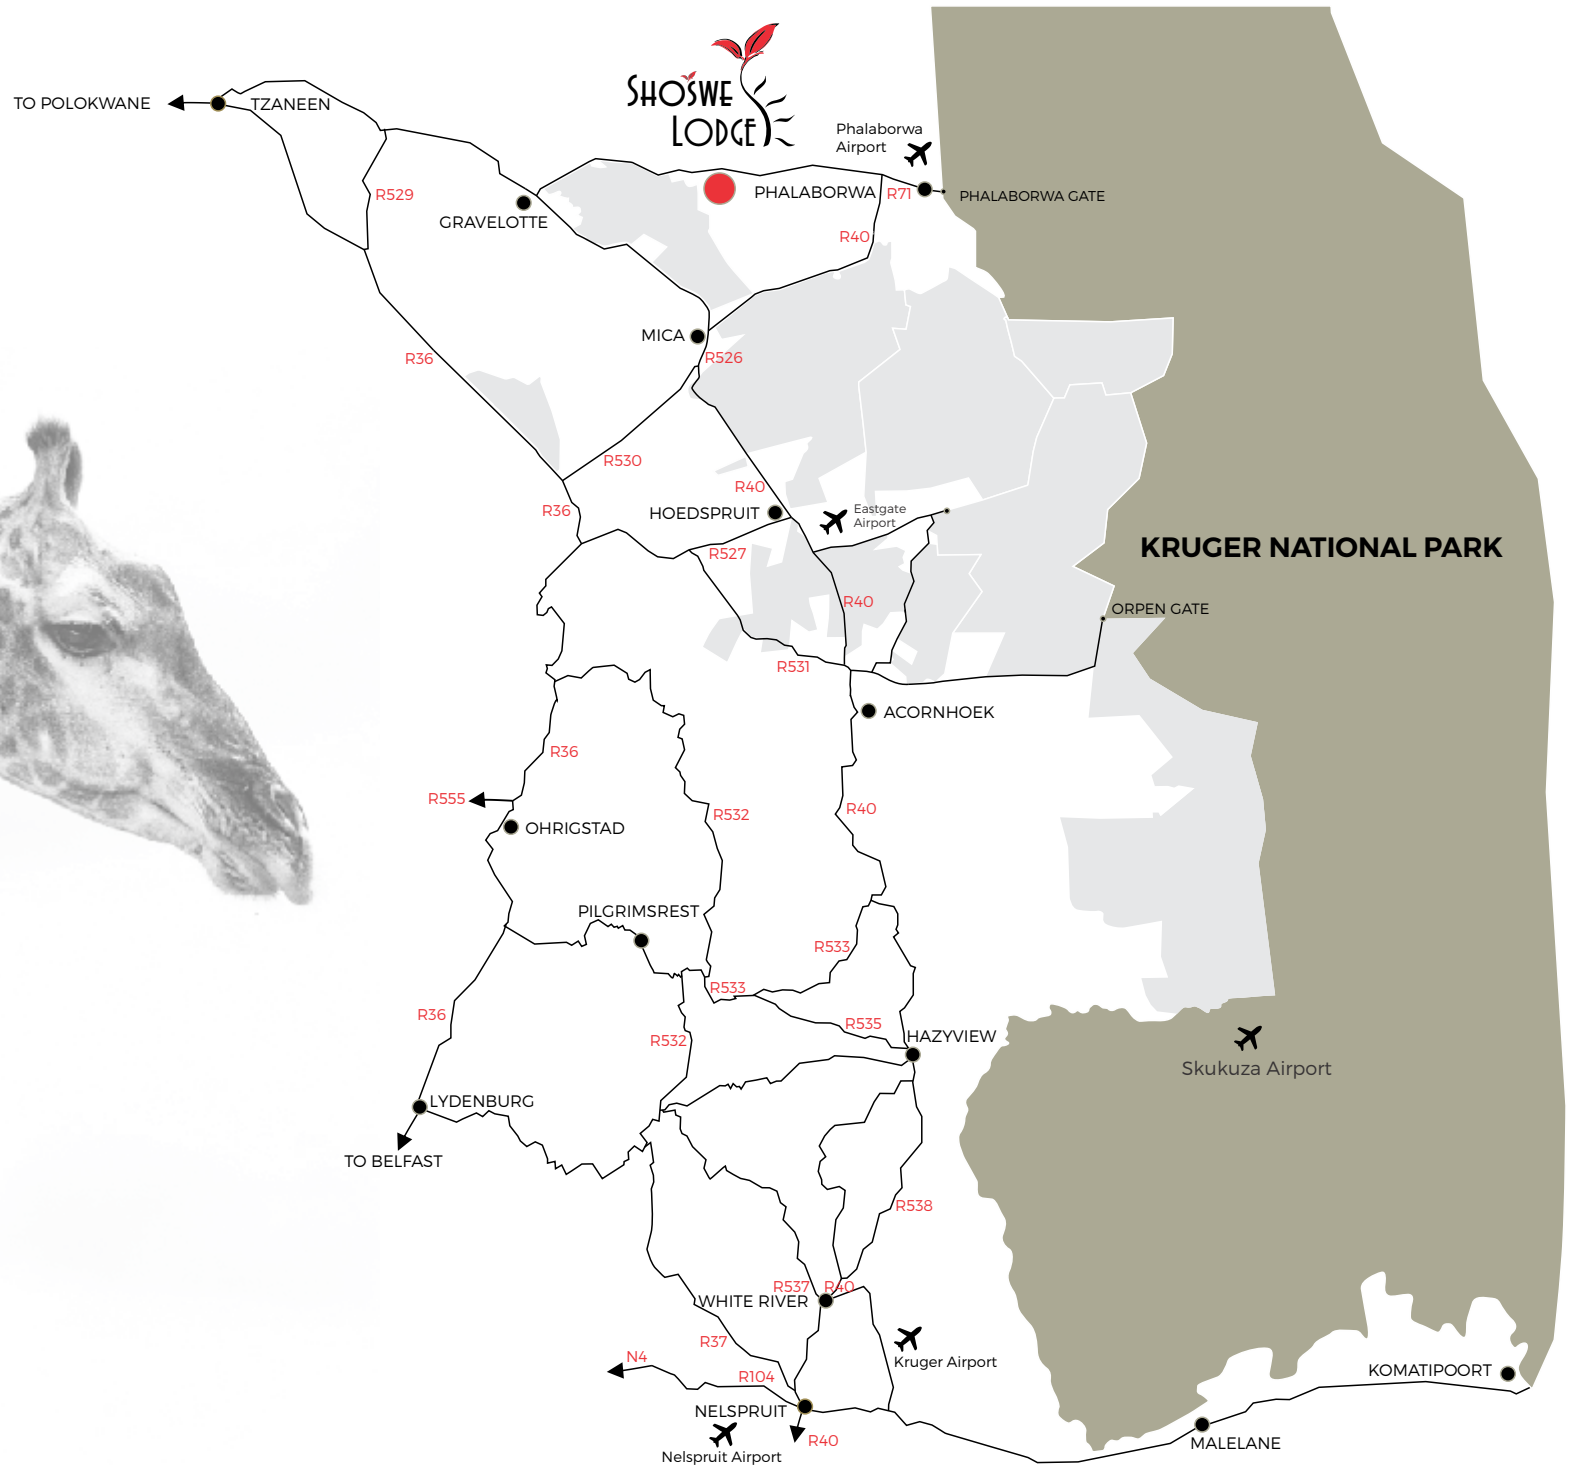 SHOSWE
LODGE
TO POLOKWANE
TZANEEN
Phalaborwa
Airport
R529
GRAVELOTTE
PHALABORWA
R71
PHALABORWA GATE
R40
MICA
R526
R36
R530
R40
R36
HOEDSPRUIT
Eastgate
Airport
R527
KRUGER NATIONAL PARK
R40
ORPEN GATE
R531
ACORNHOEK
R36
R555
R532
R40
OHRIGSTAD
PILGRIMSREST
R533
R533
R36
R535
R532
HAZYVIEW
Skukuza Airport
LYDENBURG
TO BELFAST
R538
R537
R40
WHITE RIVER
R37
N4
Kruger Airport
R104
KOMATIPOORT
NELSPRUIT
R40
MALELANE
Nelspruit Airport